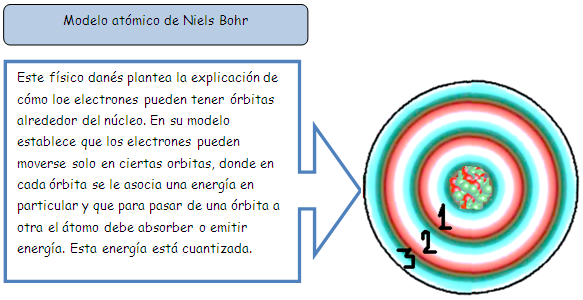 Modelo atómico de Niels Bohr
Este físico danés plantea la explicación de
cómo loe electrones pueden tener órbitas
alrededor del núcleo. En su modelo
establece que los electrones pueden
moverse solo en ciertas orbitas, donde en
cada órbita se le asocia una energía en
particular y que para pasar de una órbita a
otra el átomo debe absorber o emitir
energía. Esta energía está cuantizada.
1
2
3